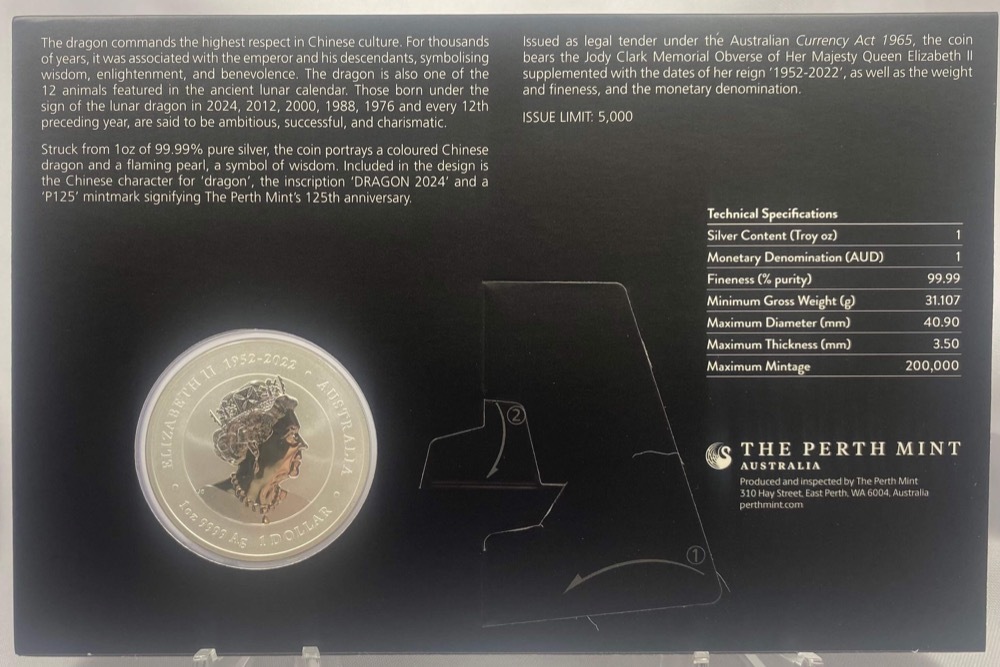 The dragon commands the highest respect in Chinese culture. For thousands
of years, it was associated with the emperor and his descendants, symbolising
wisdom, enlightenment, and benevolence. The dragon is also one of the
12 animals featured in the ancient lunar calendar. Those born under the
sign of the lunar dragon in 2024, 2012, 2000, 1988, 1976 and every 12th
preceding year, are said to be ambitious, successful, and charismatic.
Struck from 1oz of 99.99% pure silver, the coin portrays a coloured Chinese
dragon and a flaming pearl, a symbol of wisdom. Included in the design is
the Chinese character for 'dragon', the inscription 'DRAGON 2024' and a
'P125' mintmark signifying The Perth Mint's 125th anniversary.
Issued as legal tender under the Australian Currency Act 1965, the coin
bears the Jody Clark Memorial Obverse of Her Majesty Queen Elizabeth II
supplemented with the dates of her reign '1952-2022', as well as the weight
and fineness, and the monetary denomination.
ISSUE LIMIT: 5,000
Technical Specifications
Silver Content (Troy oz) 1
Monetary Denomination (AUD) 1
Fineness (% purity) 99.99
Minimum Gross Weight (g) 31.107
Maximum Diameter (mm) 40.90
Maximum Thickness (mm) 3.50
Maximum Mintage 200,000
ELIZABETH II 1952-2022 • AUSTRALIA •
1oz 9999 Ag 1 DOLLAR
2
1
THE PERTH MINT
AUSTRALIA
Produced and inspected by The Perth Mint
310 Hay Street, East Perth, WA 6004, Australia
perthmint.com